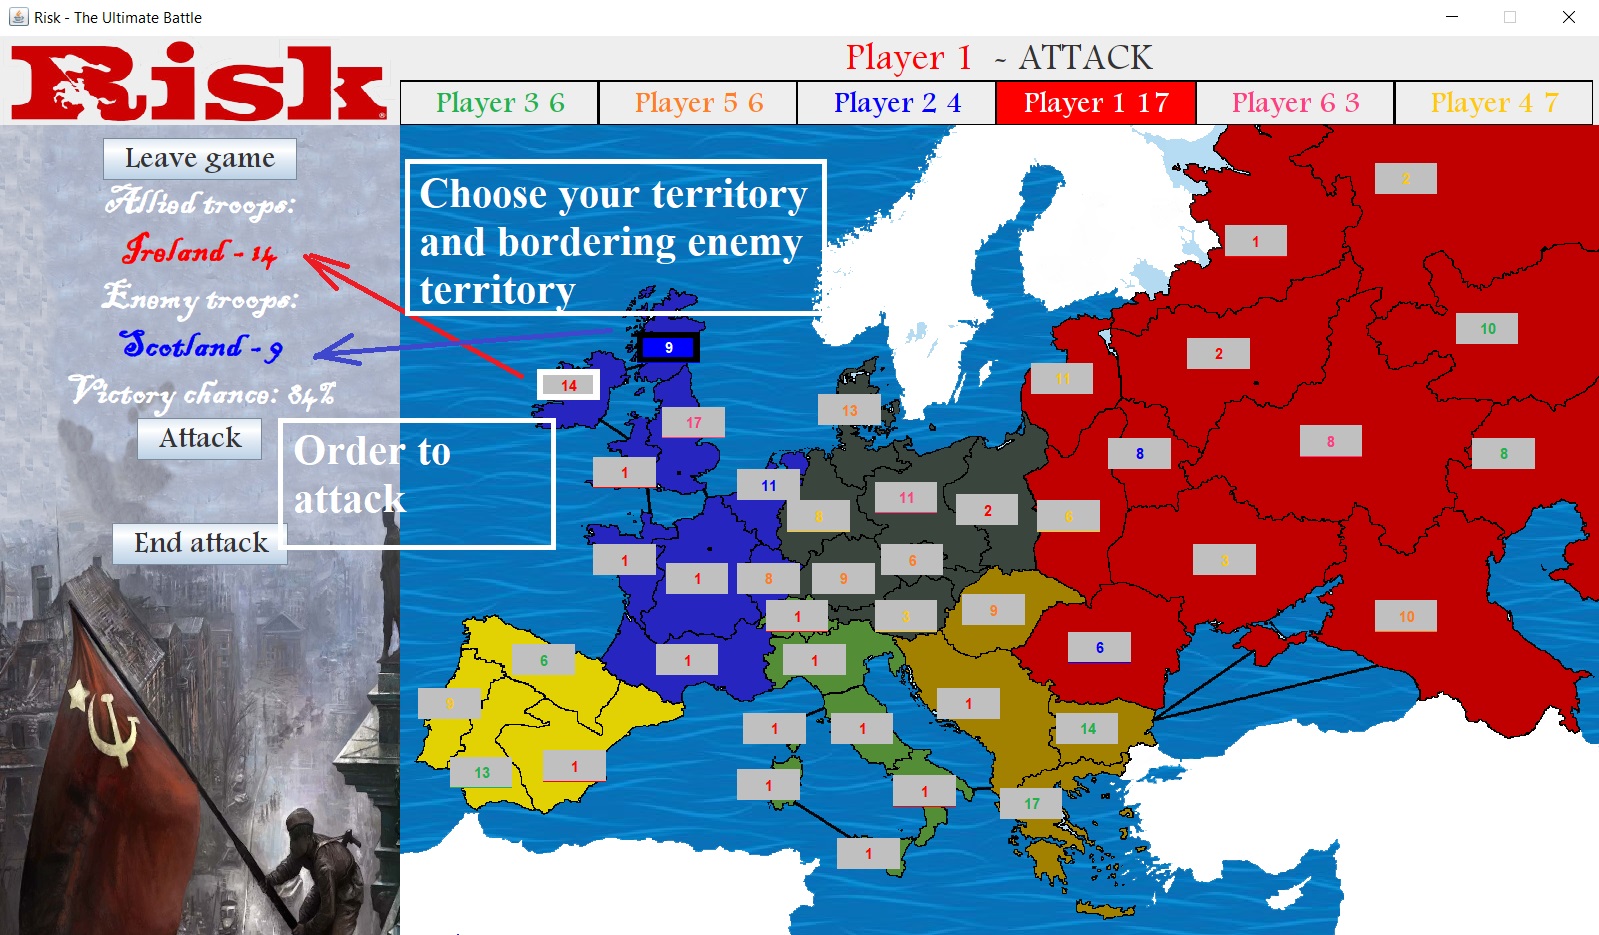 Risk - The Ultimate Battle
Risk
Player 1 - ATTACK
Player 3 6
Player 5 6
Player 2 4
Player 1 17
Player 6 3
Player 4 7
Leave game
Allied troops:
Ireland - 14
Enemy troops:
Scotland - 9
Victory chance: 84%
Attack
End attack
Choose your territory
and bordering enemy
territory
Order to
attack
2
1
10
2
9
14
11
13
17
8
8
8
1
11
11
2
6
8
1
6
3
1
8
9
1
3
9
10
6
6
1
1
1
1
1
14
13
1
1
1
17
1